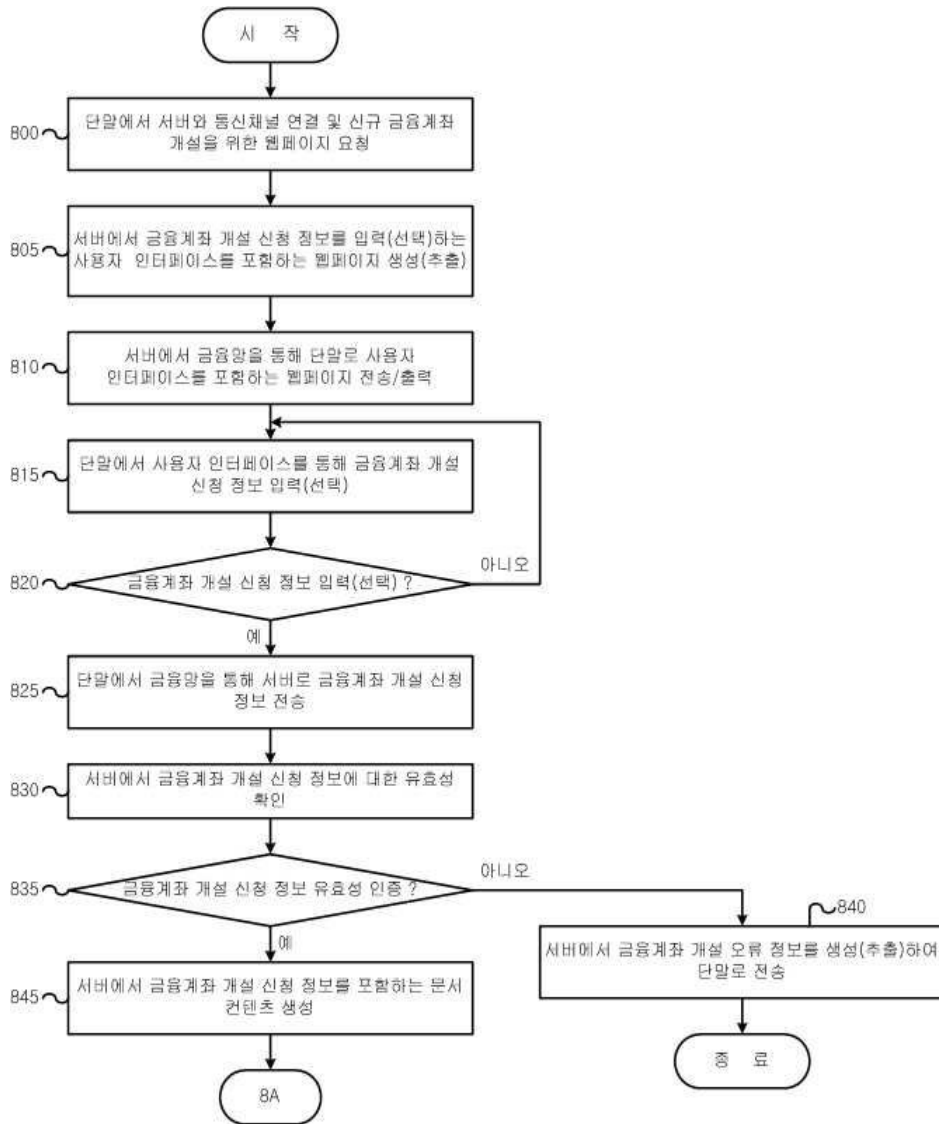 시 작
800
단말에서 서버와 통신채널 연결 및 신규 금융계좌
개설을 위한 웹페이지 요청
805
서버에서 금융계좌 개설 신청 정보를 입력(선택)하는
사용자 인터페이스를 포함하는 웹페이지 생성(추출)
810
서버에서 금융망을 통해 단말로 사용자
인터페이스를 포함하는 웹페이지 전송/출력
815
단말에서 사용자 인터페이스를 통해 금융계좌 개설
신청 정보 입력(선택)
820
금융계좌 개설 신청 정보 입력(선택) ?
아니오
예
825
단말에서 금융망을 통해 서버로 금융계좌 개설 신청
정보 전송
830
서버에서 금융계좌 개설 신청 정보에 대한 유효성
확인
835
금융계좌 개설 신청 정보 유효성 인증 ?
아니오
예
840
서버에서 금융계좌 개설 오류 정보를 생성(추출)하여
단말로 전송
845
서버에서 금융계좌 개설 신청 정보를 포함하는 문서
컨텐츠 생성
종 료
8A